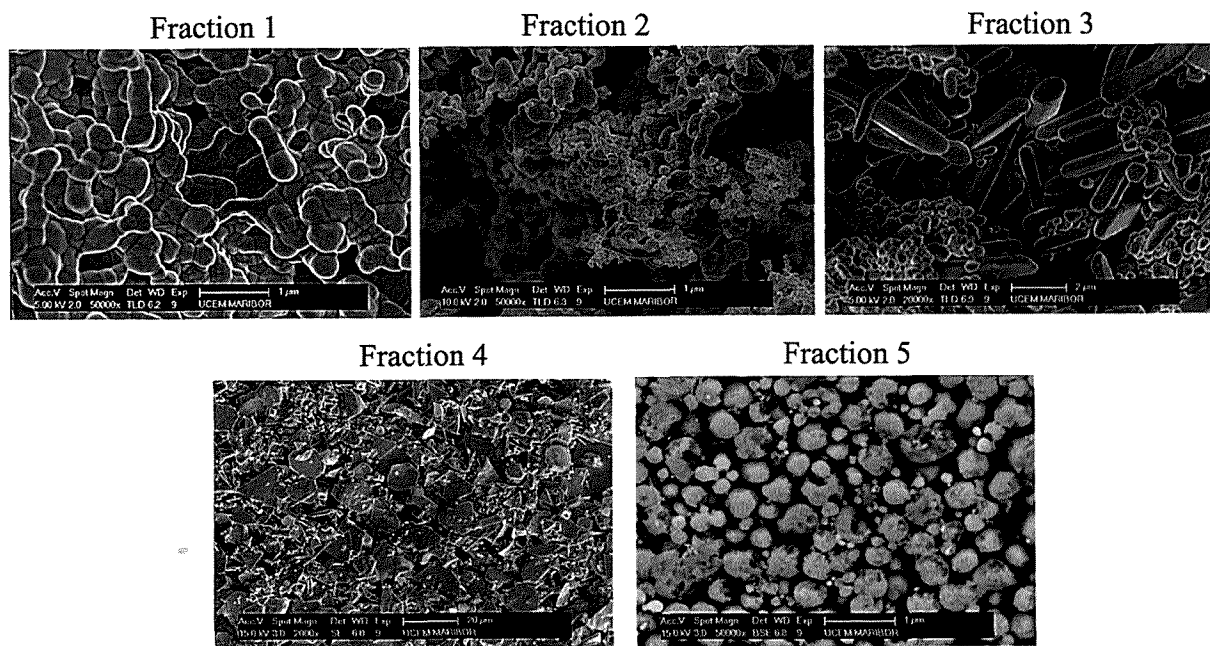 Fraction 1
Fraction 2
Fraction 3
Acc.V Spot Magn Det WD Exp 1 µm
5.00 kV 2.0 50000x TLD 6.2 9 UCEM MARIBOR
Acc.V Spot Magn Det WD Exp 1 µm
10.0 kV 2.0 50000x TLD 6.3 9 UCEM MARIBOR
Acc.V Spot Magn Det WD Exp 2 µm
5.00 kV 2.0 20000x TLD 6.9 9 UCEM MARIBOR
Fraction 4
Fraction 5
Acc.V Spot Magn Det WD Exp 20 µm
15.0 kV 3.0 2000x SE 6.0 9 UCEM MARIBOR
Acc.V Spot Magn Det WD Exp 1 µm
15.0 kV 3.0 50000x BSE 6.0 9 UCEM MARIBOR